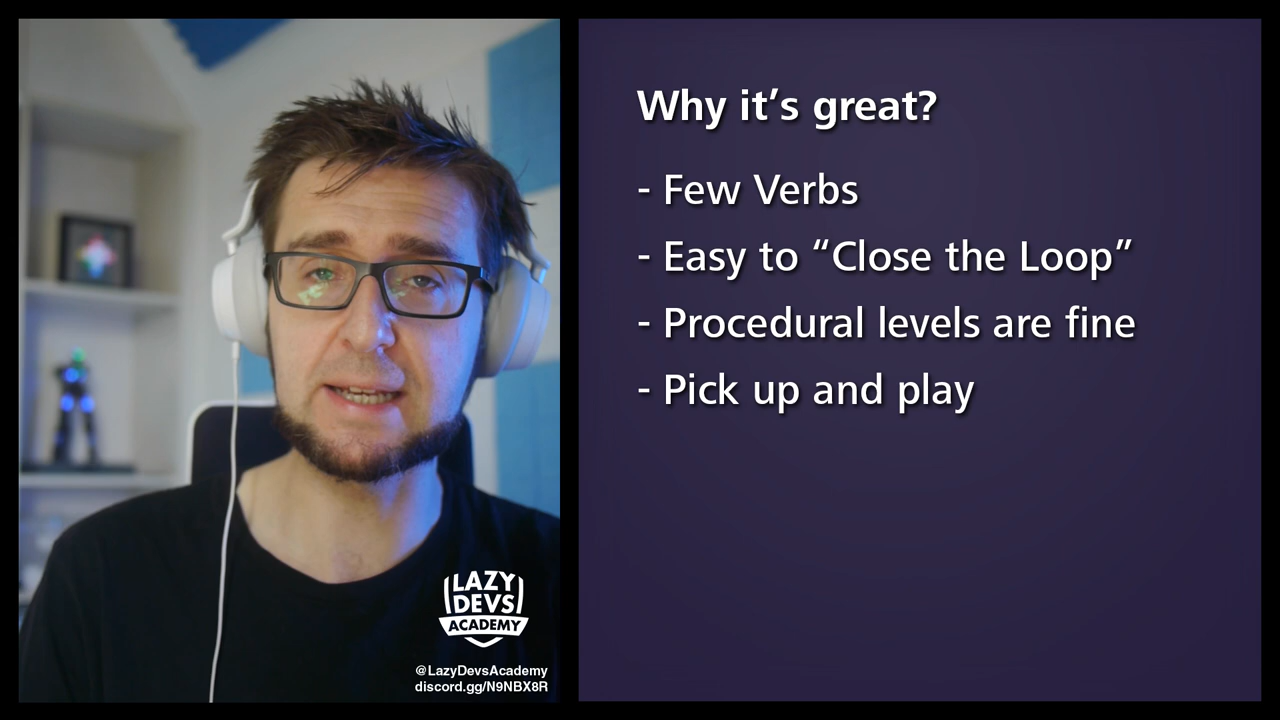 Why it’s great?
- Few Verbs
- Easy to “Close the Loop”
- Procedural levels are fine
- Pick up and play
LAZY
DEVS
ACADEMY
@LazyDevsAcademy
discord.gg/N9NBX8R